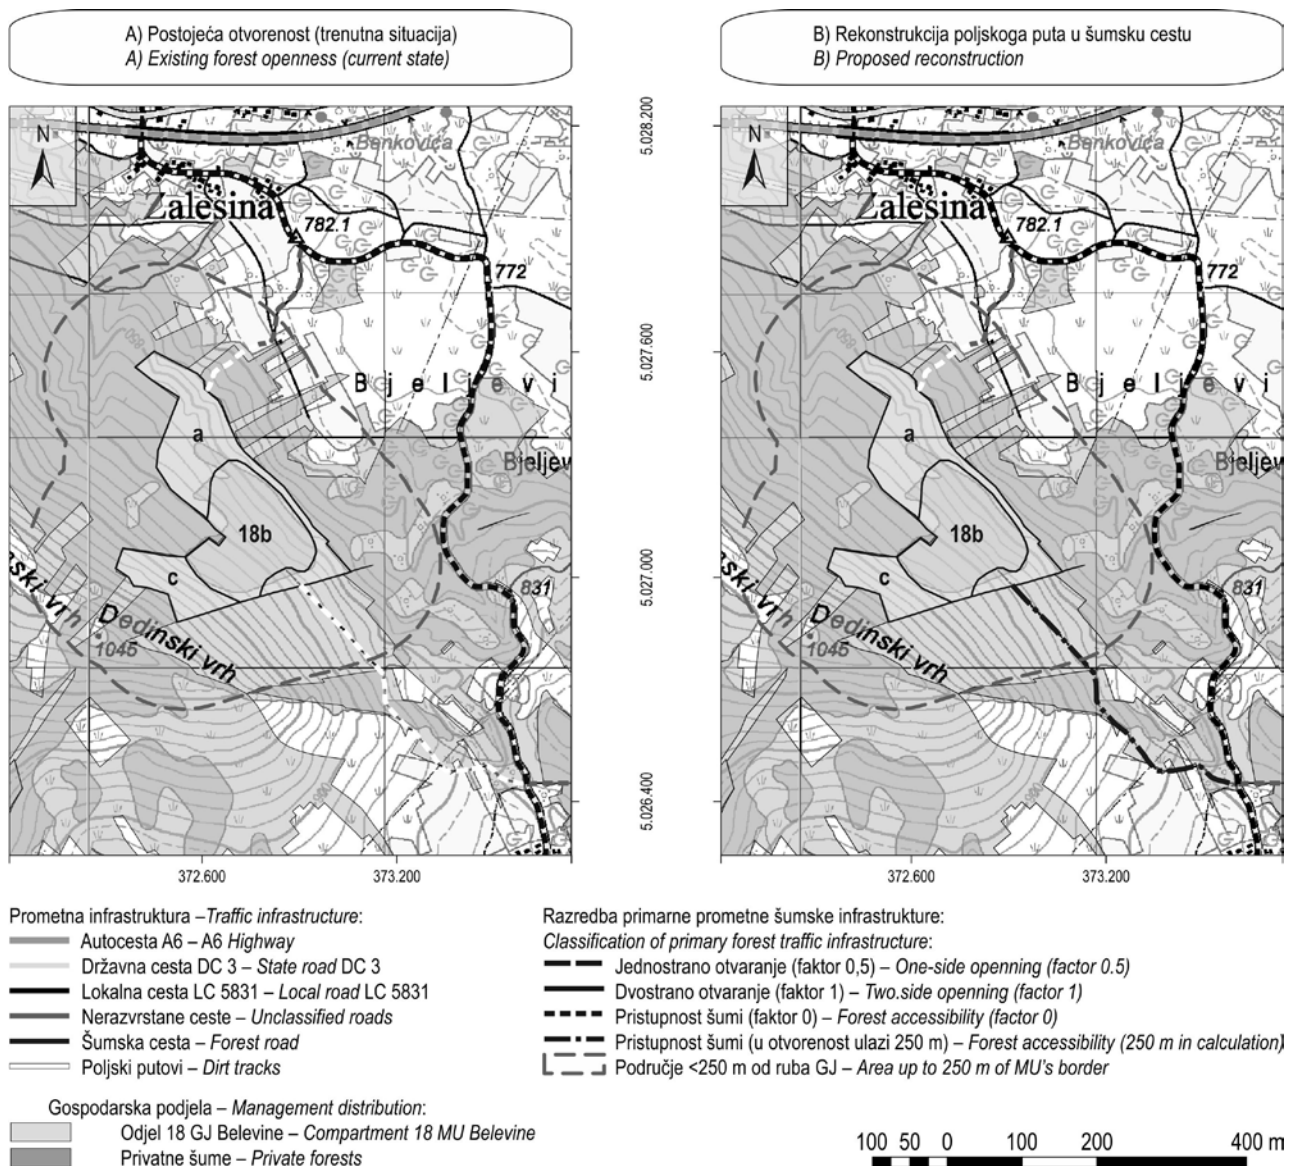 A) Postojeća otvorenost (trenutna situacija)
A) Existing forest openness (current state)
B) Rekonstrukcija poljskoga puta u šumsku cestu
B) Proposed reconstruction
N
Bankovica
Zalesina
782.1
772
Bjeljevi
a
Bjeljev
18b
c
831
nski vrh
Dedinski vrh
1045
372.600
373.200
5.028.200
5.027.600
5.027.000
5.026.400
N
Bankovica
Zalesina
782.1
772
Bjeljevi
a
Bjeljev
18b
c
831
nski vrh
Dedinski vrh
1045
372.600
373.200
Prometna infrastruktura –Traffic infrastructure:
Autocesta A6 – A6 Highway
Državna cesta DC 3 – State road DC 3
Lokalna cesta LC 5831 – Local road LC 5831
Nerazvrstane ceste – Unclassified roads
Šumska cesta – Forest road
Poljski putovi – Dirt tracks
Razredba primarne prometne šumske infrastrukture:
Classification of primary forest traffic infrastructure:
Jednostrano otvaranje (faktor 0,5) – One-side openning (factor 0.5)
Dvostrano otvaranje (faktor 1) – Two.side openning (factor 1)
Pristupnost šumi (faktor 0) – Forest accessibility (factor 0)
Pristupnost šumi (u otvorenost ulazi 250 m) – Forest accessibility (250 m in calculation)
Područje <250 m od ruba GJ – Area up to 250 m of MU's border
Gospodarska podjela – Management distribution:
Odjel 18 GJ Belevine – Compartment 18 MU Belevine
Privatne šume – Private forests
100 50 0 100 200 400 m